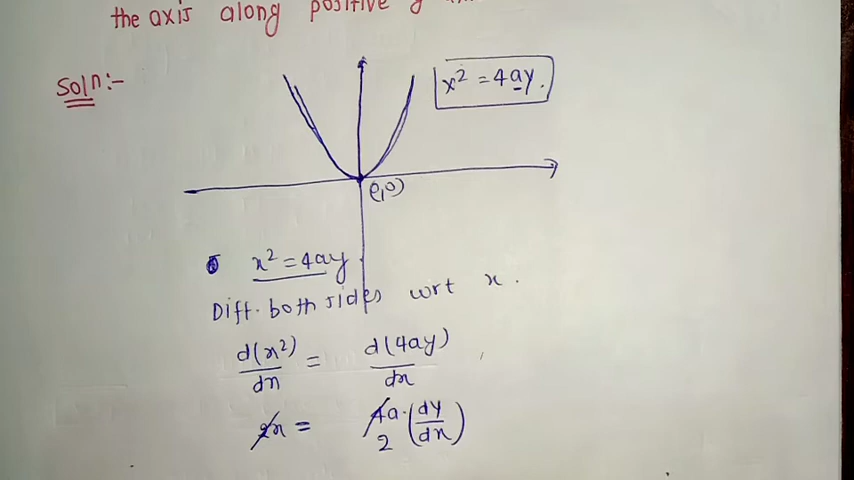 the axis along positive y
Soln:-
x² = 4ay.
(0,0)
x² = 4ay.
Diff. both sides wrt x.
d(x²)/dx = d(4ay)/dx
2x = 4a. (dy/dx)
2